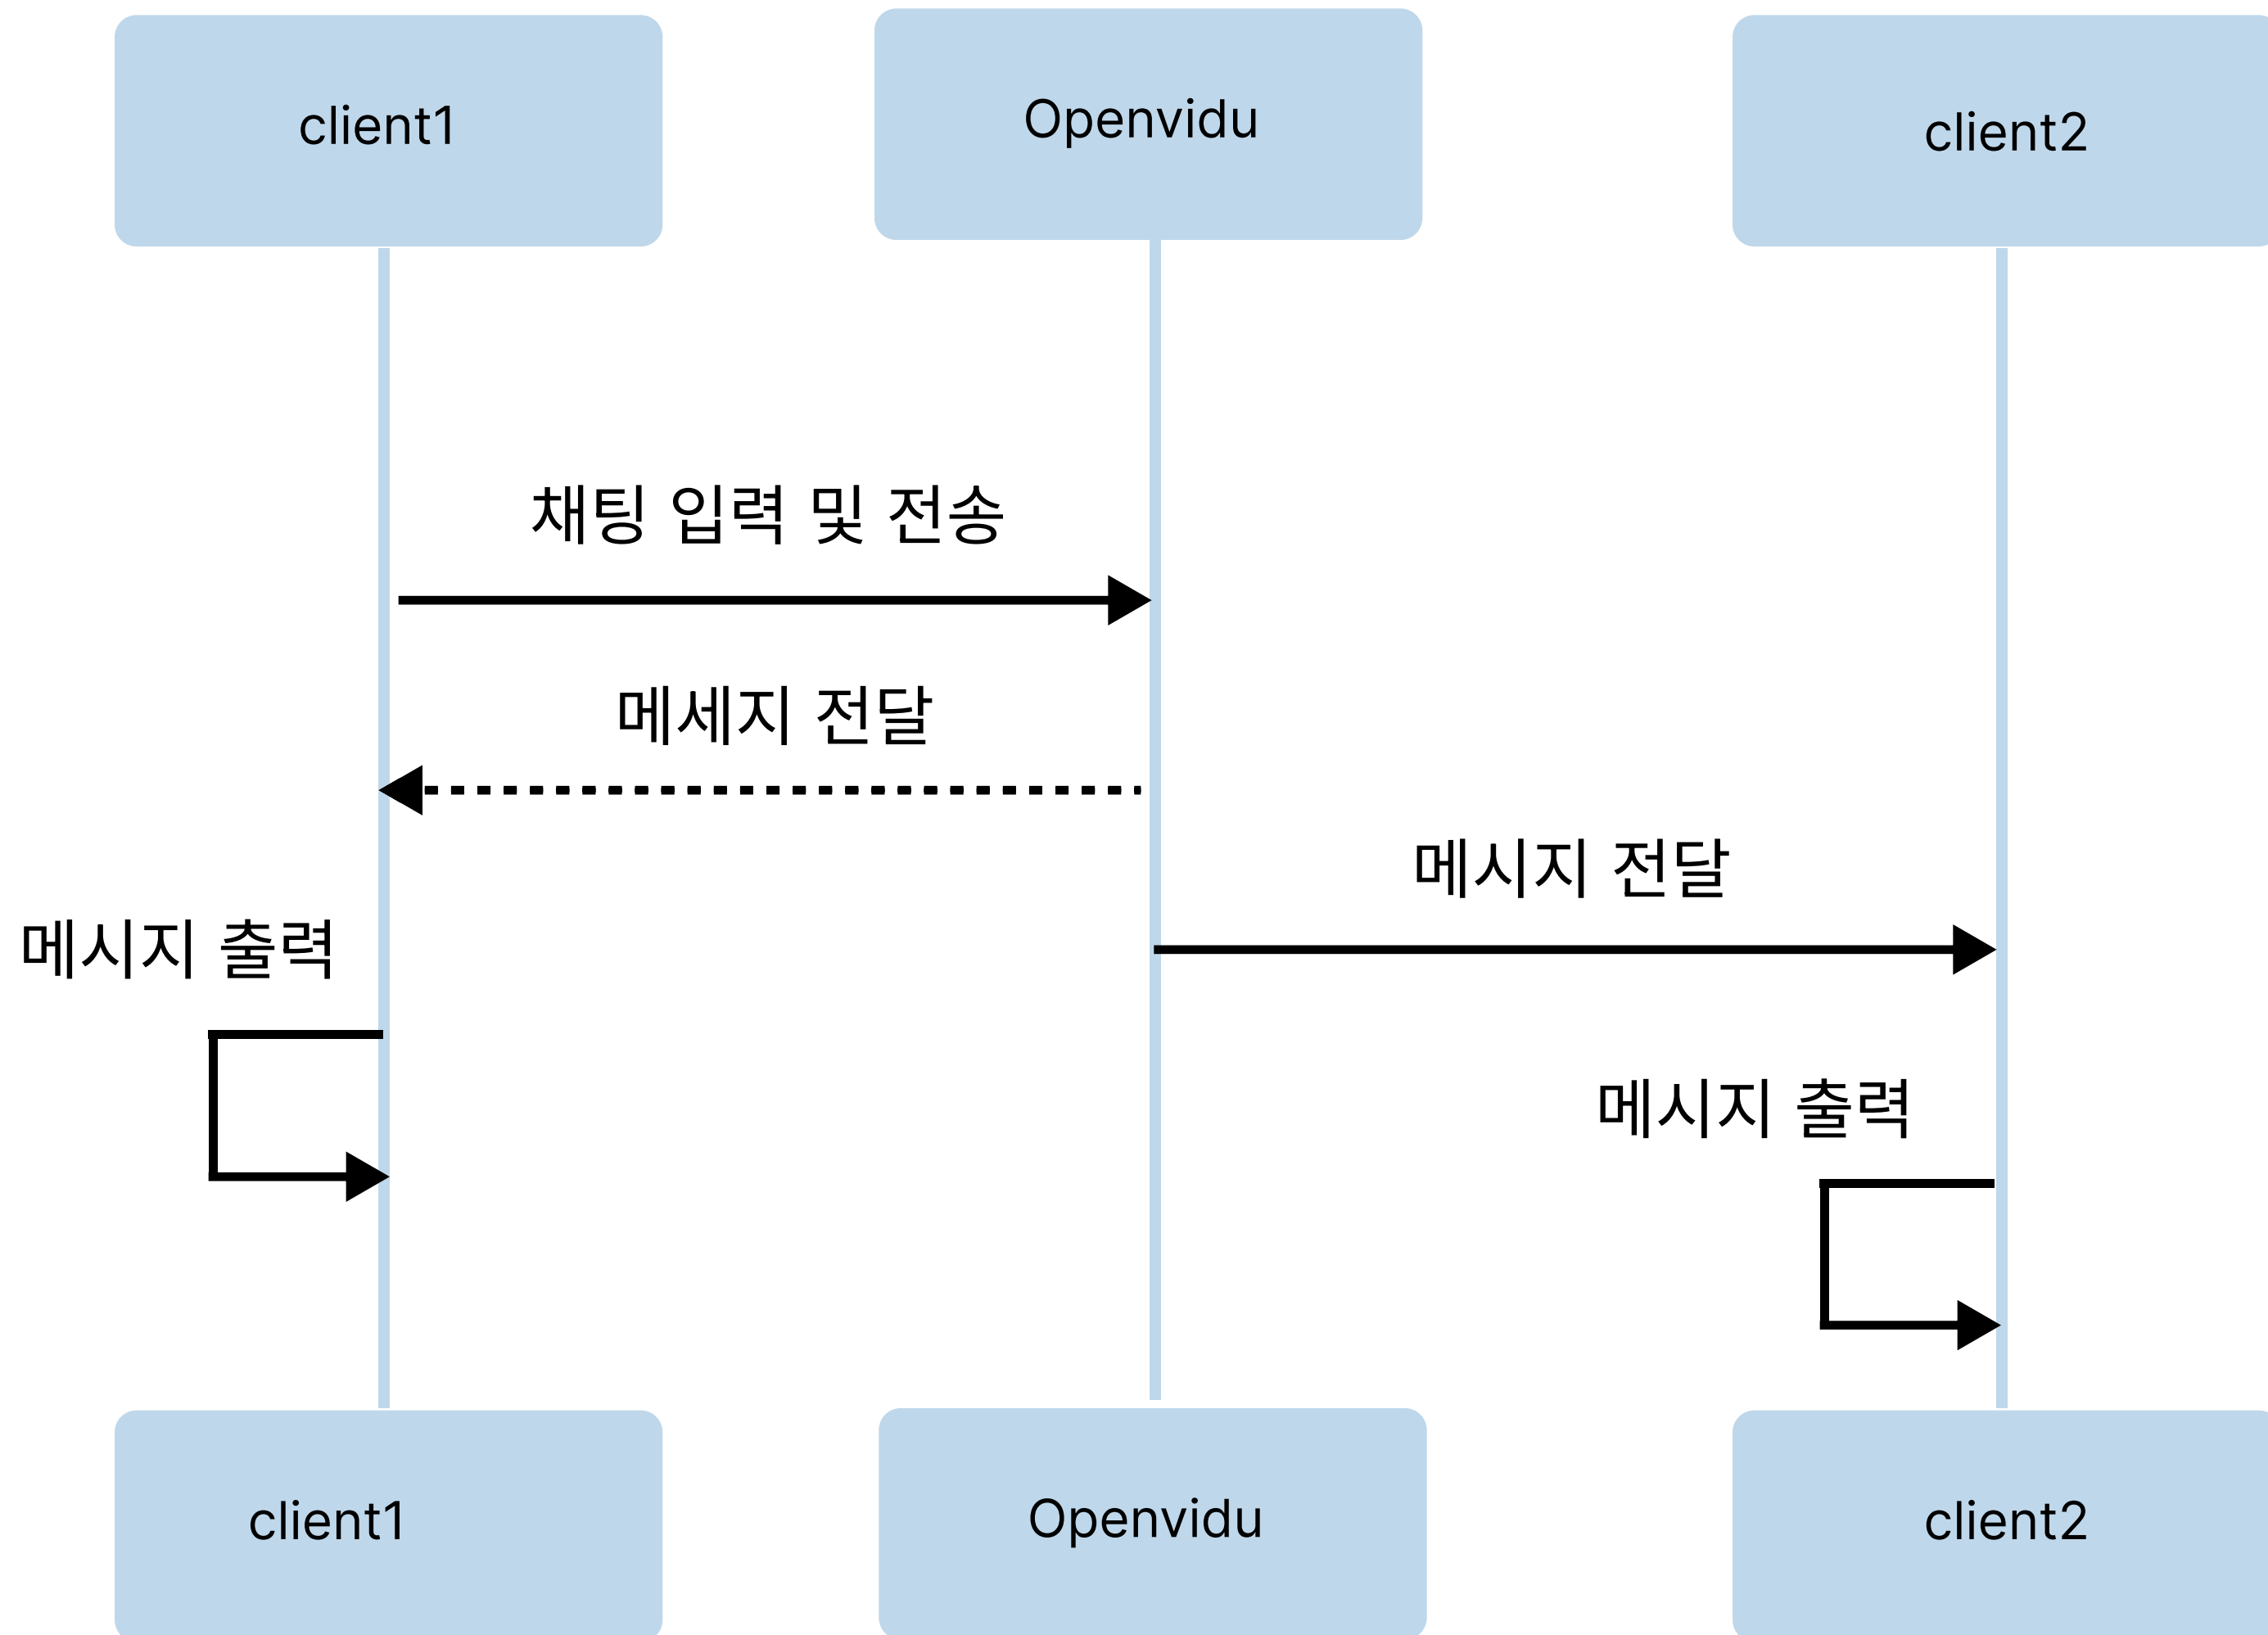 client1
Openvidu
client2
채팅 입력 및 전송
메세지 전달
메시지 전달
메시지 출력
메시지 출력
client1
Openvidu
client2